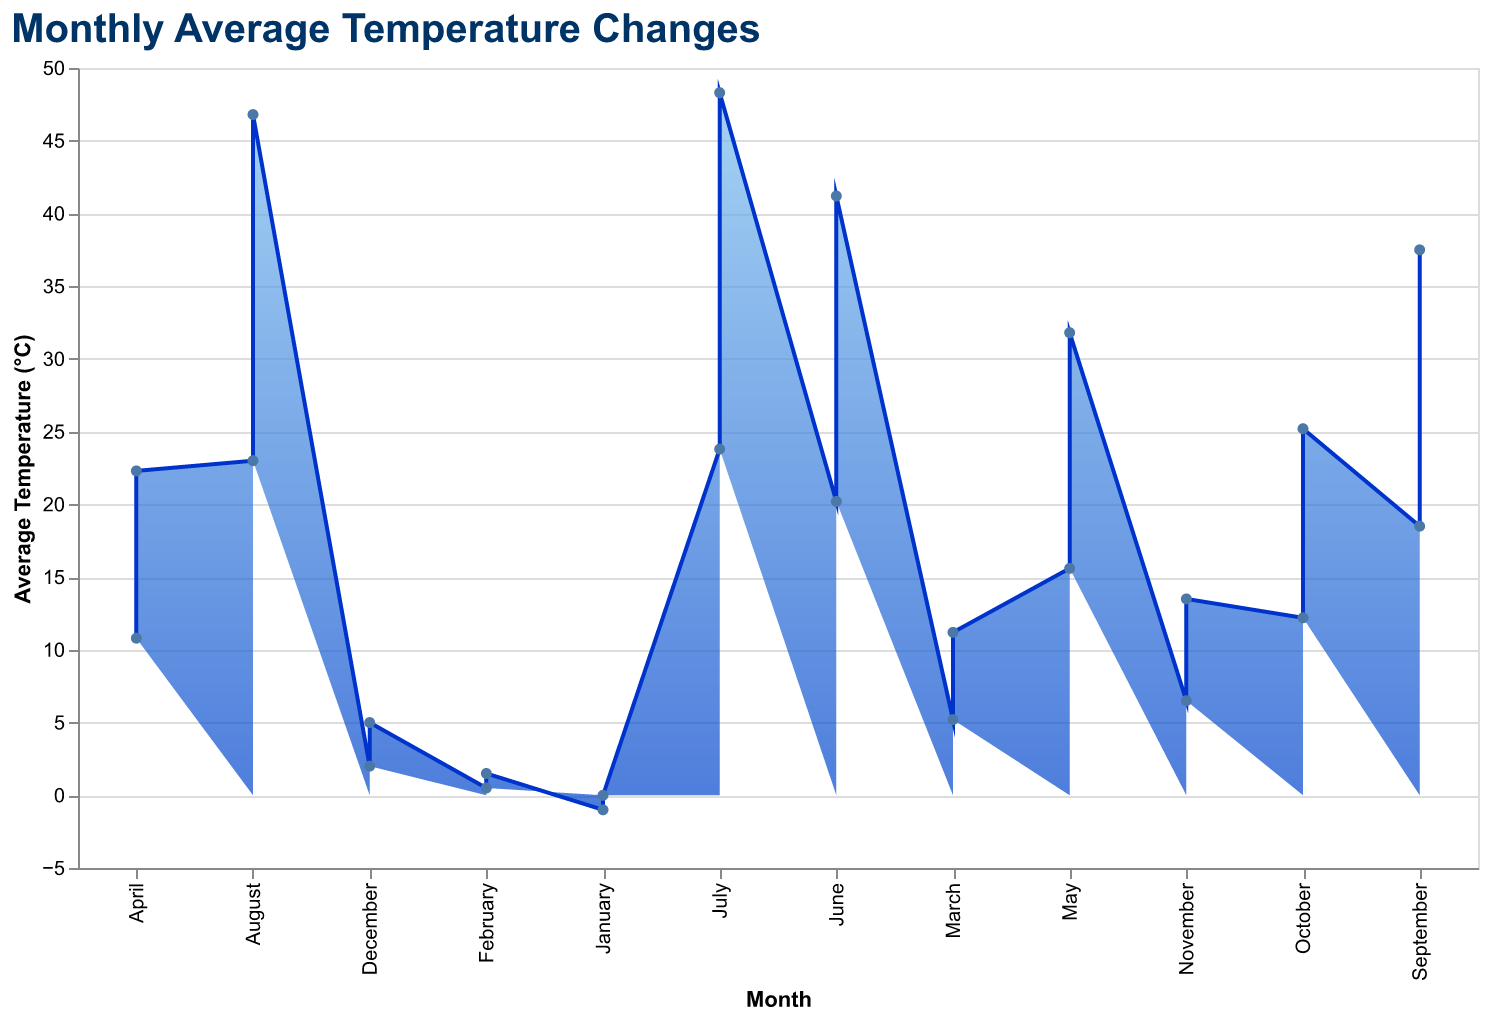 Monthly Average Temperature Changes
50
45
40
35
30
25
20
15
10
5
0
−5
Average Temperature (°C)
April
August
December
February
January
July
June
March
May
November
October
September
Month